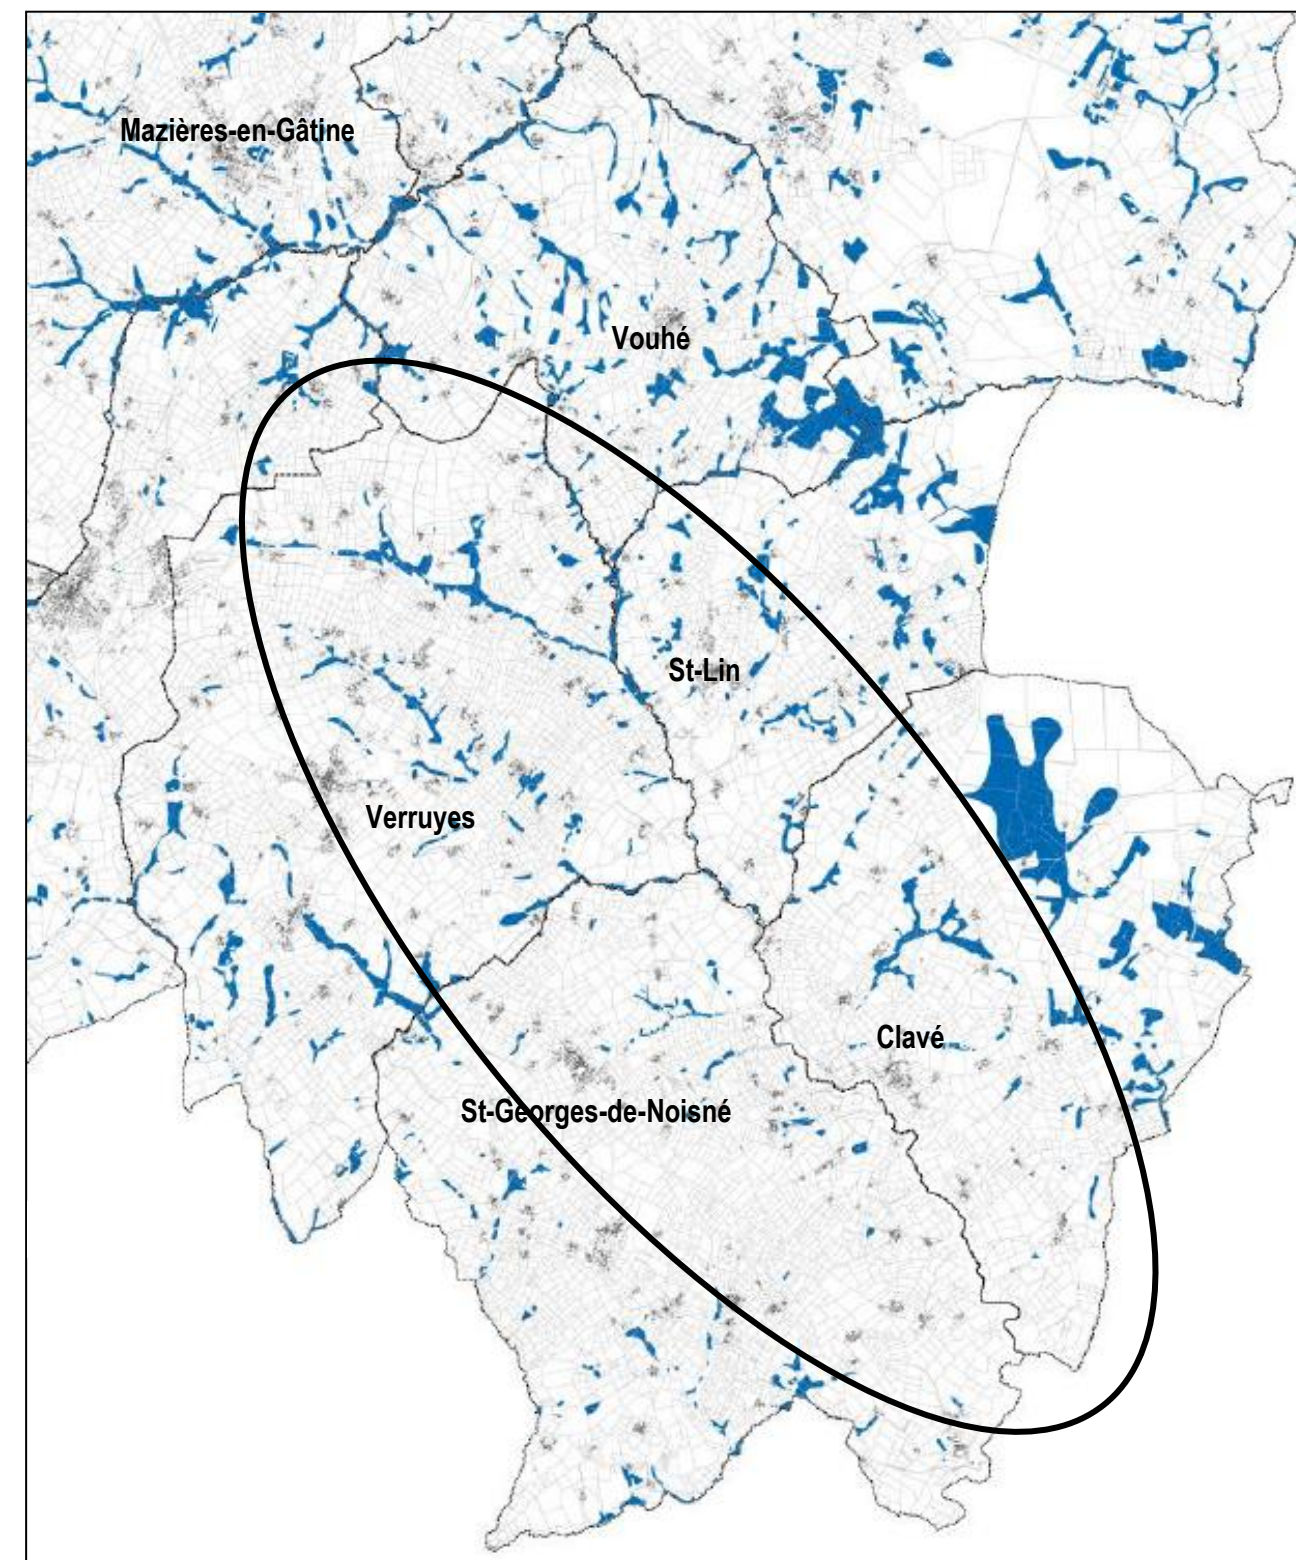 Mazières-en-Gâtine
Vouhé
St-Lin
Verruyes
Clavé
St-Georges-de-Noisné